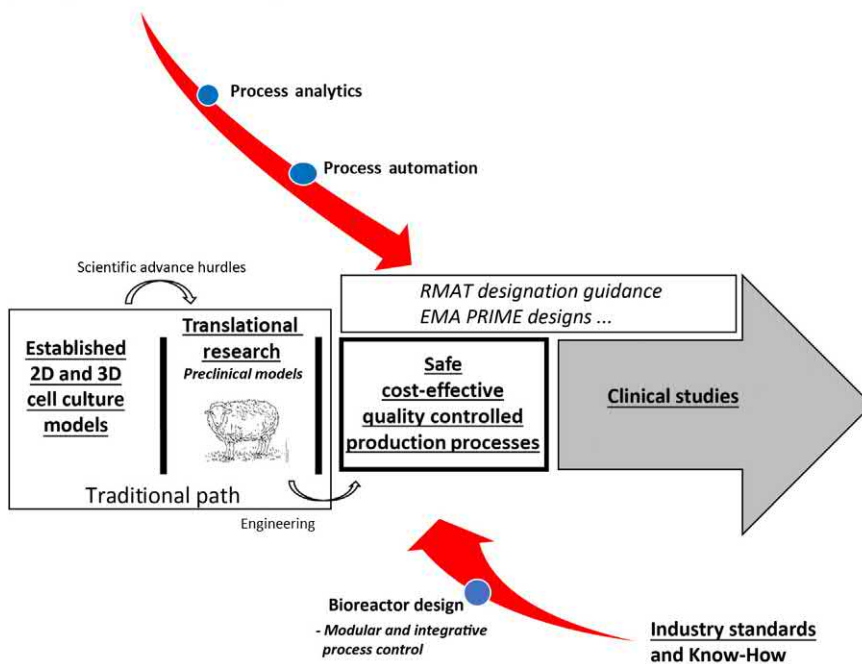 Process analytics
Process automation
Scientific advance hurdles
RMAT designation guidance
EMA PRIME designs ...
Established
2D and 3D
cell culture
models
Translational
research
Preclinical models
Safe
cost-effective
quality controlled
production processes
Clinical studies
Traditional path
Engineering
Bioreactor design
- Modular and integrative
process control
Industry standards
and Know-How